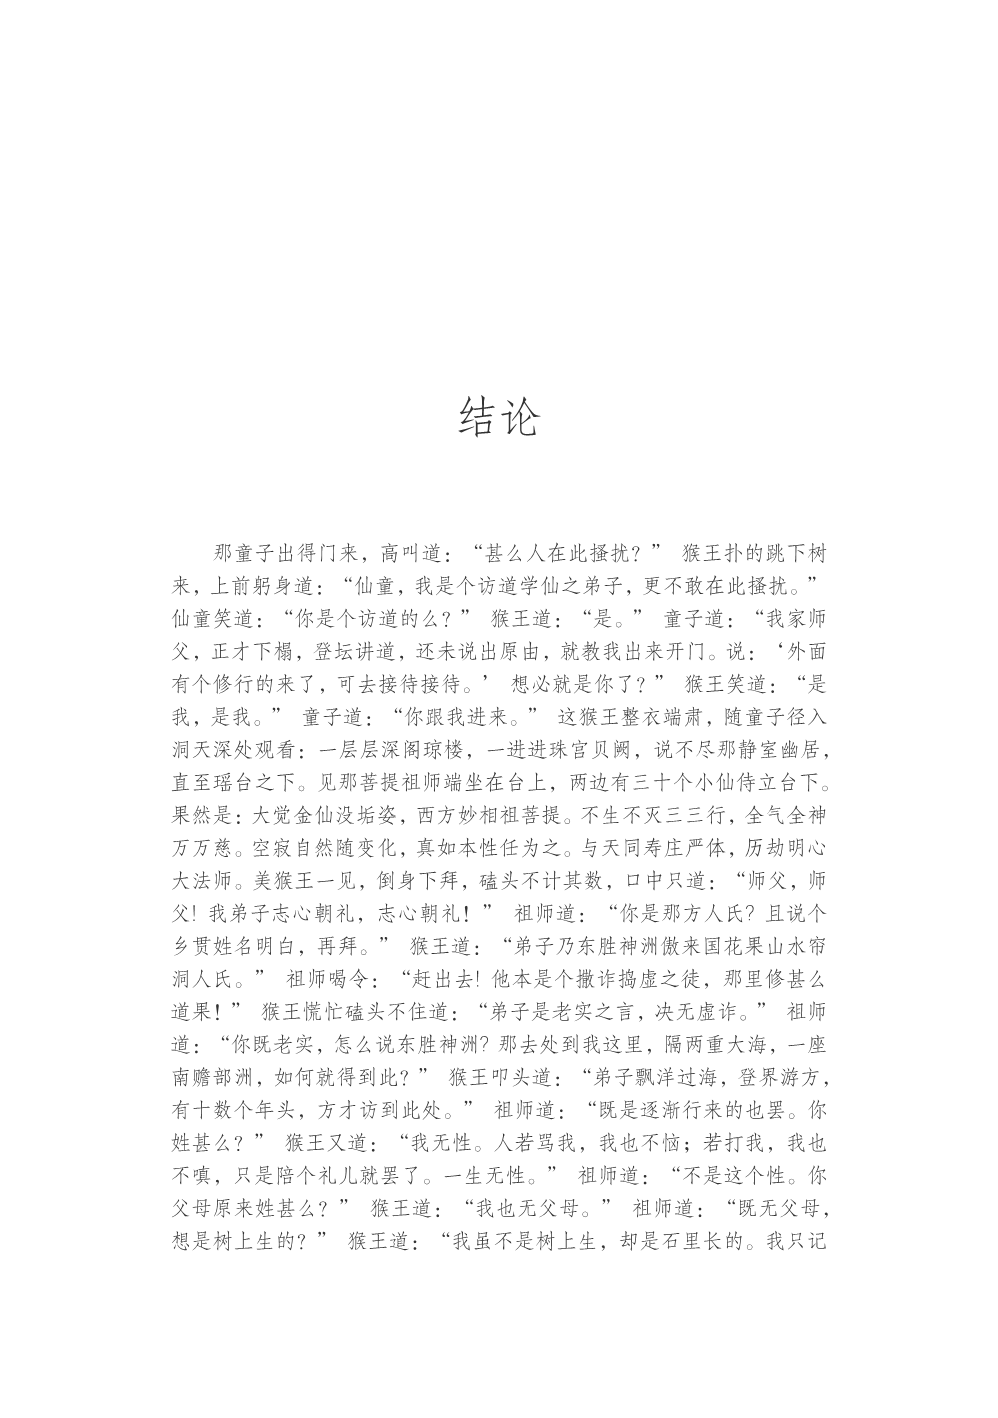 结论
那童子出得门来，高叫道：“甚么人在此搔扰？” 猴王扑的跳下树
来，上前躬身道：“仙童，我是个访道学仙之弟子，更不敢在此搔扰。”
仙童笑道：“你是个访道的么？” 猴王道：“是。” 童子道：“我家师
父，正才下榻，登坛讲道，还未说出原由，就教我出来开门。说：‘外面
有个修行的来了，可去接待接待。’ 想必就是你了？” 猴王笑道：“是
我，是我。” 童子道：“你跟我进来。” 这猴王整衣端肃，随童子径入
洞天深处观看：一层层深阁琼楼，一进进珠宫贝阙，说不尽那静室幽居，
直至瑶台之下。见那菩提祖师端坐在台上，两边有三十个小仙侍立台下。
果然是：大觉金仙没垢姿，西方妙相祖菩提。不生不灭三三行，全气全神
万万慈。空寂自然随变化，真如本性任为之。与天同寿庄严体，历劫明心
大法师。美猴王一见，倒身下拜，磕头不计其数，口中只道：“师父，师
父！我弟子志心朝礼，志心朝礼！” 祖师道：“你是那方人氏？且说个
乡贯姓名明白，再拜。” 猴王道：“弟子乃东胜神洲傲来国花果山水帘
洞人氏。” 祖师喝令：“赶出去！他本是个撒诈捣虚之徒，那里修甚么
道果！” 猴王慌忙磕头不住道：“弟子是老实之言，决无虚诈。” 祖师
道：“你既老实，怎么说东胜神洲？那去处到我这里，隔两重大海，一座
南赡部洲，如何就得到此？” 猴王叩头道：“弟子飘洋过海，登界游方，
有十数个年头，方才访到此处。” 祖师道：“既是逐渐行来的也罢。你
姓甚么？” 猴王又道：“我无性。人若骂我，我也不恼；若打我，我也
不嗔，只是陪个礼儿就罢了。一生无性。” 祖师道：“不是这个性。你
父母原来姓甚么？” 猴王道：“我也无父母。” 祖师道：“既无父母，
想是树上生的？” 猴王道：“我虽不是树上生，却是石里长的。我只记